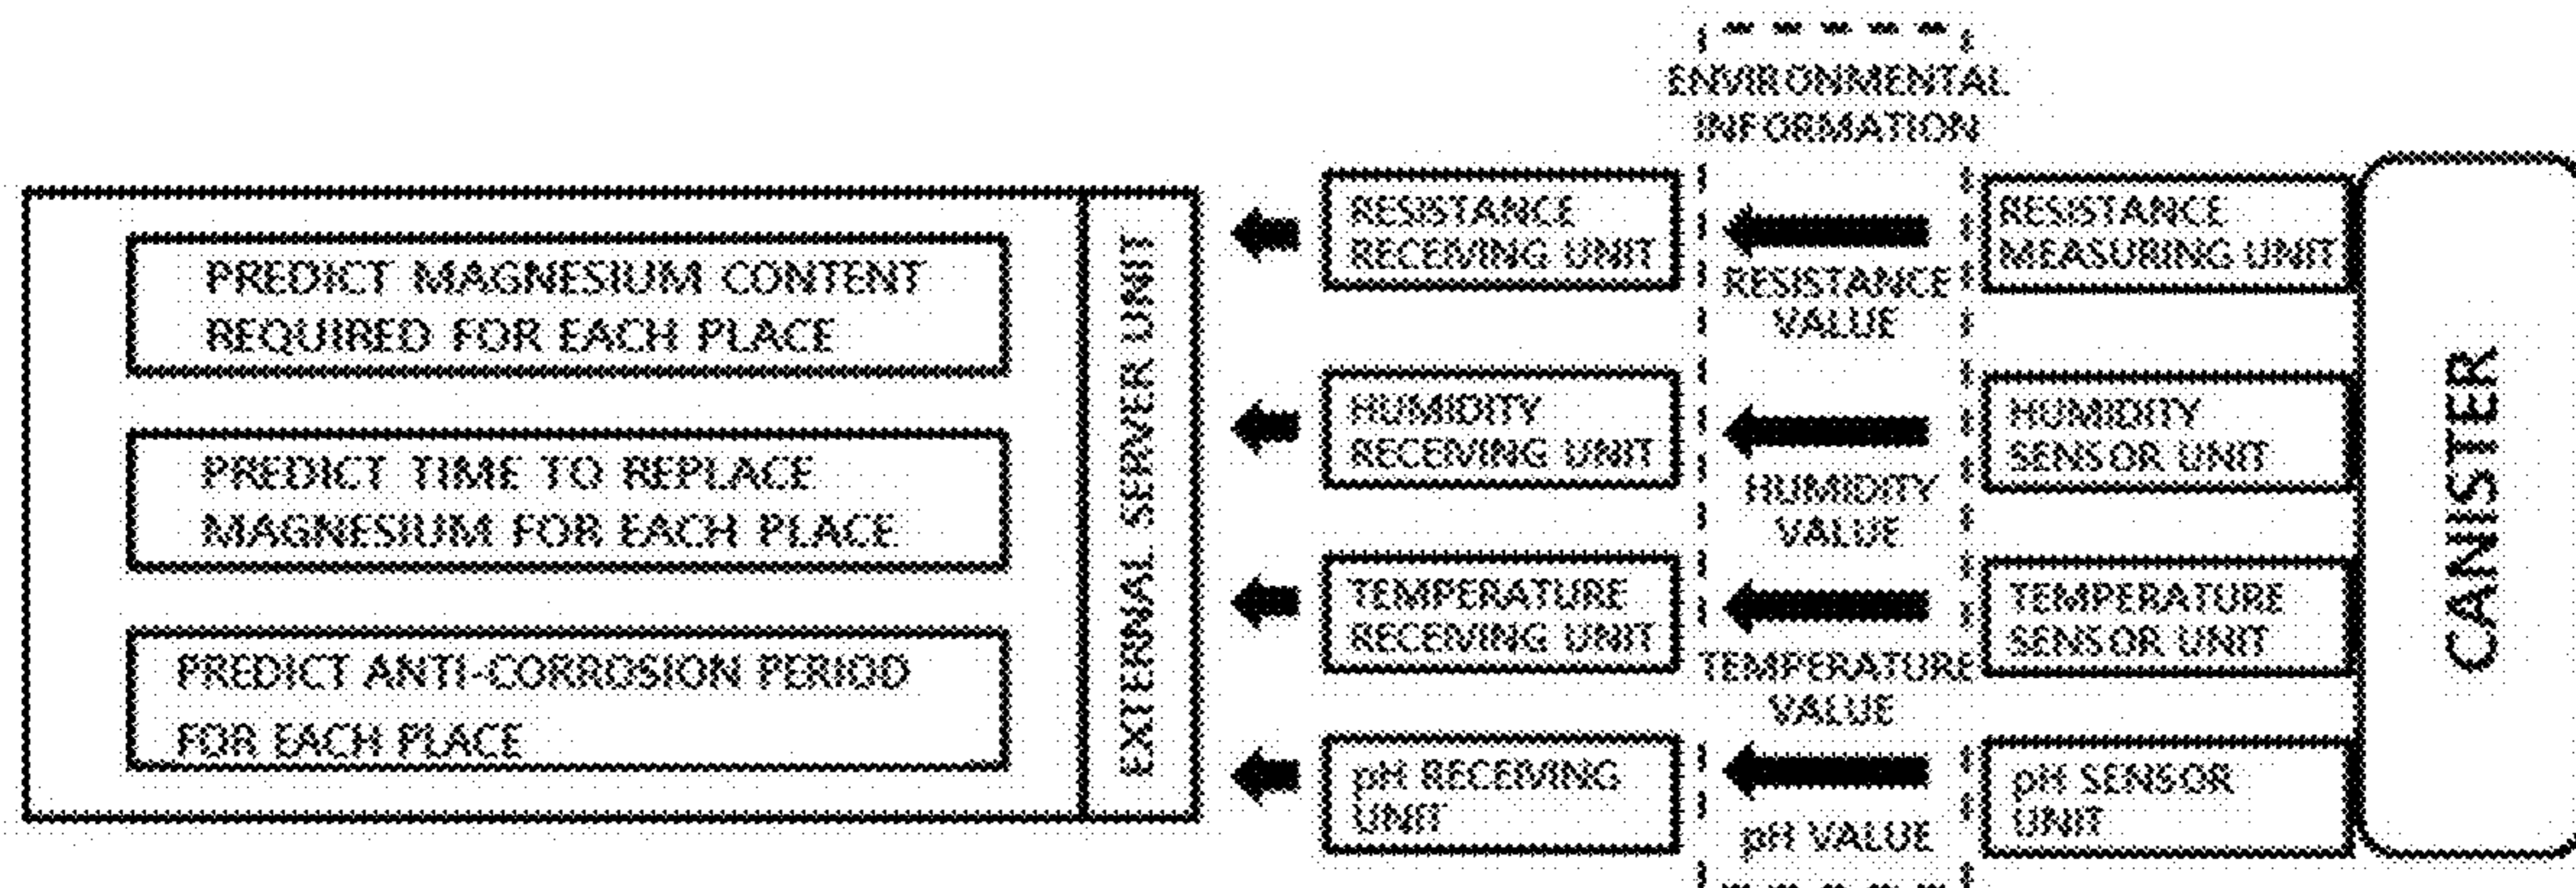 PREDICT MAGNESIUM CONTENT
REQUIRED FOR EACH PLACE
PREDICT TIME TO REPLACE
MAGNESIUM FOR EACH PLACE
PREDICT ANTI-CORROSION PERIOD
FOR EACH PLACE
EXTERNAL SERVER UNIT
RESISTANCE
RECEIVING UNIT
HUMIDITY
RECEIVING UNIT
TEMPERATURE
RECEIVING UNIT
pH RECEIVING
UNIT
ENVIRONMENTAL
INFORMATION
RESISTANCE
VALUE
HUMIDITY
VALUE
TEMPERATURE
VALUE
pH VALUE
RESISTANCE
MEASURING UNIT
HUMIDITY
SENSOR UNIT
TEMPERATURE
SENSOR UNIT
pH SENSOR
UNIT
CANISTER